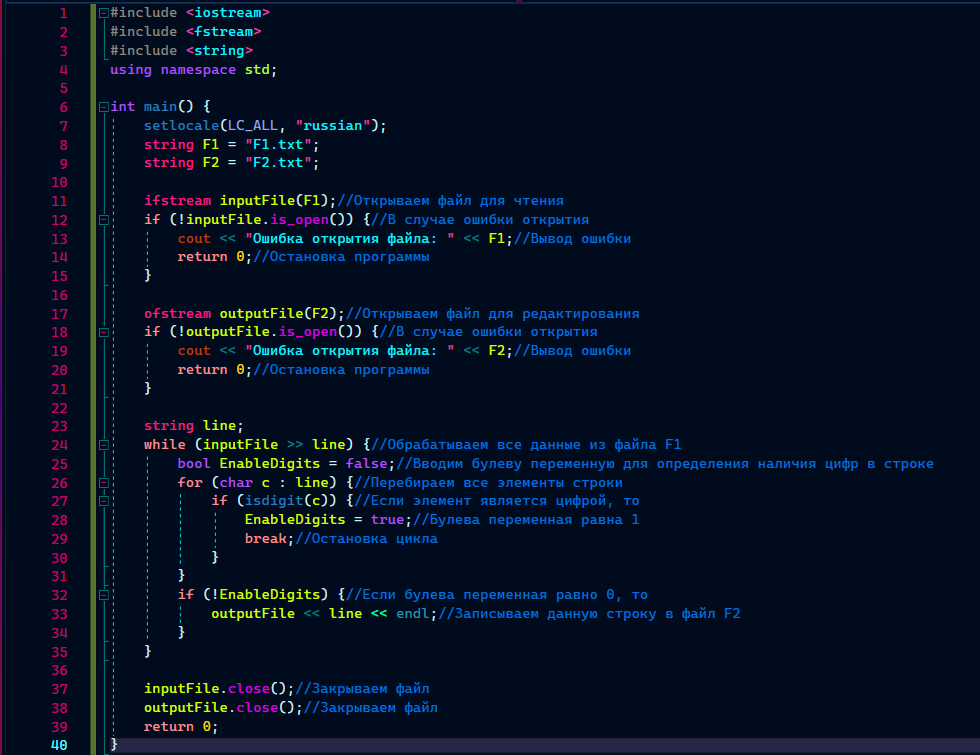 1 #include <iostream>
2 #include <fstream>
3 #include <string>
4 using namespace std;
5
6 int main() {
7     setlocale(LC_ALL, "russian");
8     string F1 = "F1.txt";
9     string F2 = "F2.txt";
10
11     ifstream inputFile(F1);//Открываем файл для чтения
12     if (!inputFile.is_open()) {//В случае ошибки открытия
13         cout << "Ошибка открытия файла: " << F1;//Вывод ошибки
14         return 0;//Остановка программы
15     }
16
17     ofstream outputFile(F2);//Открываем файл для редактирования
18     if (!outputFile.is_open()) {//В случае ошибки открытия
19         cout << "Ошибка открытия файла: " << F2;//Вывод ошибки
20         return 0;//Остановка программы
21     }
22
23     string line;
24     while (inputFile >> line) {//Обрабатываем все данные из файла F1
25         bool EnableDigits = false;//Вводим булеву переменную для определения наличия цифр в строке
26         for (char c : line) {//Перебираем все элементы строки
27             if (isdigit(c)) {//Если элемент является цифрой, то
28                 EnableDigits = true;//Булева переменная равна 1
29                 break;//Остановка цикла
30             }
31         }
32         if (!EnableDigits) {//Если булева переменная равно 0, то
33             outputFile << line << endl;//Записываем данную строку в файл F2
34         }
35     }
36
37     inputFile.close();//Закрываем файл
38     outputFile.close();//Закрываем файл
39     return 0;
40 }